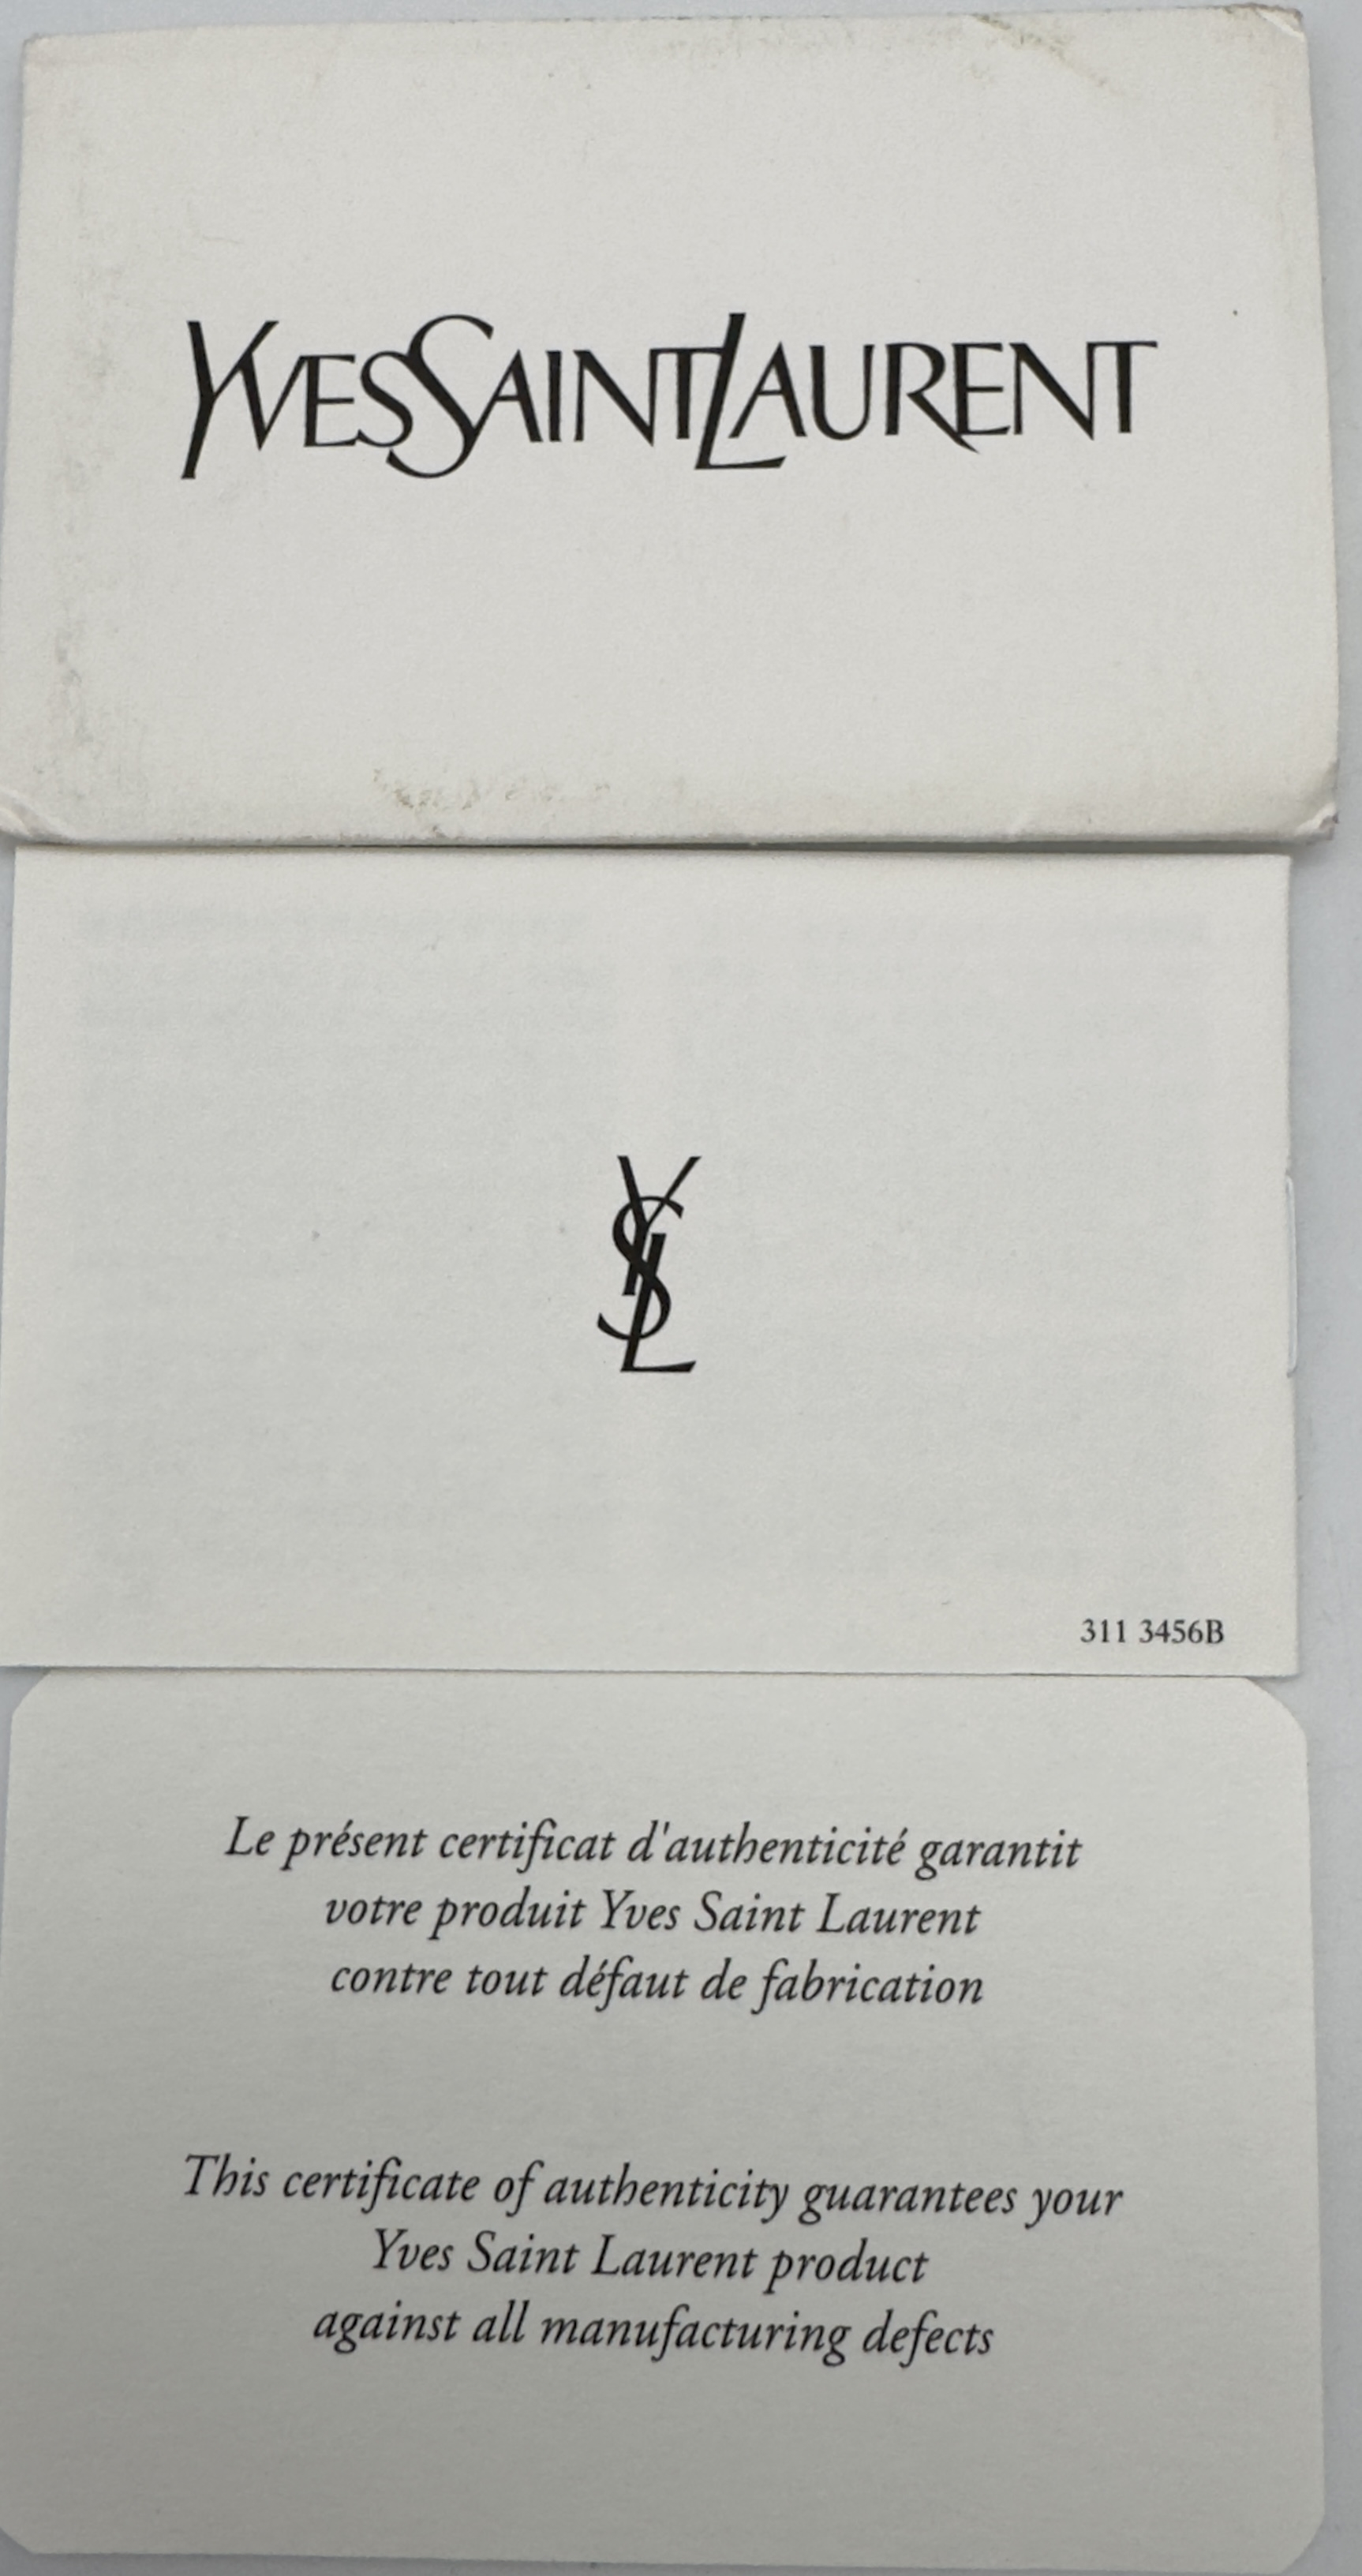 YVESSAINTLAURENT
YSL
311 3456B
Le présent certificat d'authenticité garantit
votre produit Yves Saint Laurent
contre tout défaut de fabrication
This certificate of authenticity guarantees your
Yves Saint Laurent product
against all manufacturing defects